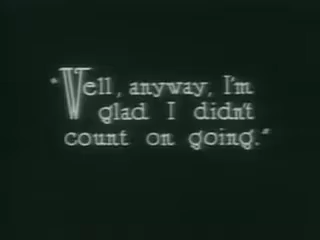 "Well, anyway, I'm
glad I didn't
count on going."